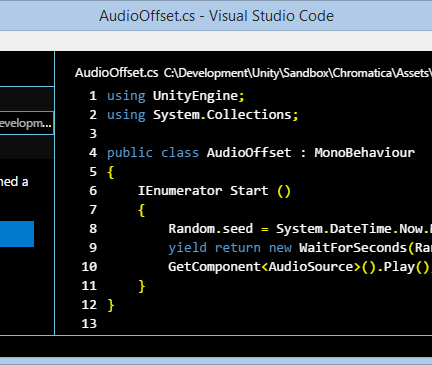 AudioOffset.cs - Visual Studio Code
AudioOffset.cs C:\Development\Unity\Sandbox\Chromatica\Assets\
evelopm...
ned a
1 using UnityEngine;
2 using System.Collections;
3
4 public class AudioOffset : MonoBehaviour
5 {
6 IEnumerator Start ()
7 {
8 Random.seed = System.DateTime.Now.
9 yield return new WaitForSeconds(Ra
10 GetComponent<AudioSource>().Play()
11 }
12 }
13